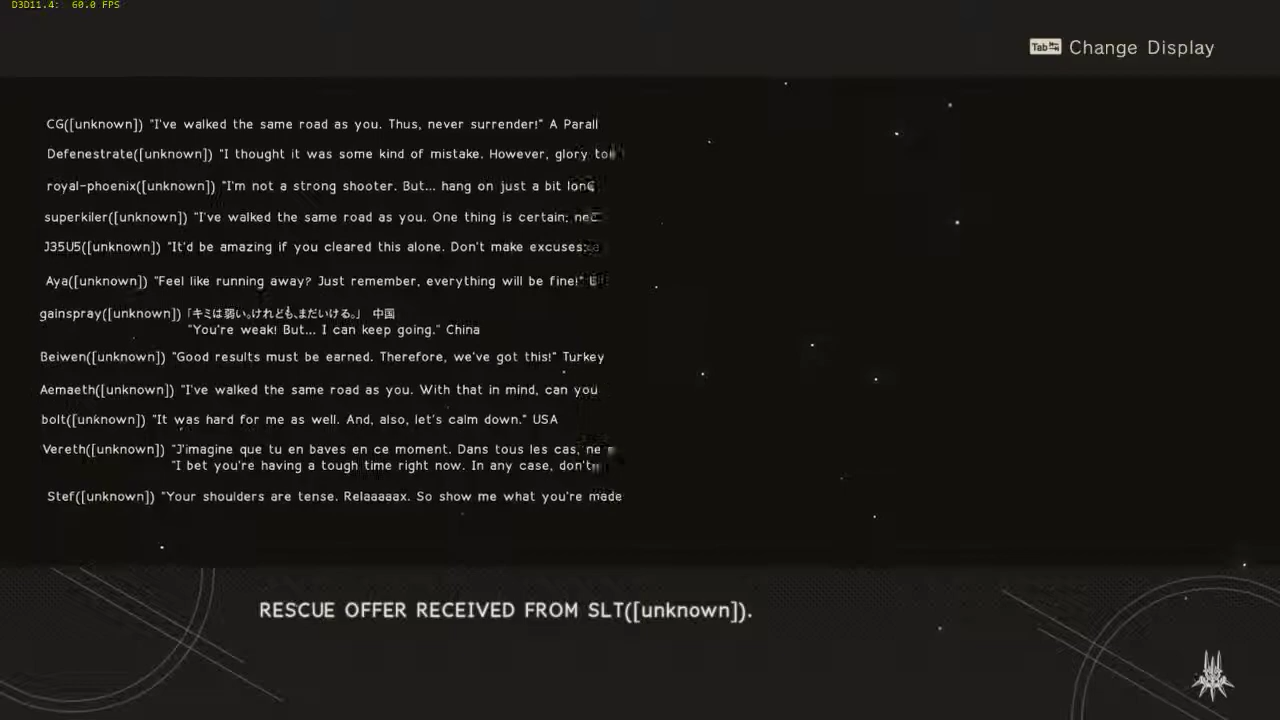 D3D11.4: 60.0 FPS
Tab Change Display
CG([unknown]) "I've walked the same road as you. Thus, never surrender!" A Parall
Defenestrate([unknown]) "I thought it was some kind of mistake. However, glory to
royal-phoenix([unknown]) "I'm not a strong shooter. But... hang on just a bit
superkiler([unknown]) "I've walked the same road as you. One thing is certain:
J35U5([unknown]) "It'd be amazing if you cleared this alone. Don't make excuses;
Aya([unknown]) "Feel like running away? Just remember, everything will be fine!"
gainspray([unknown]) 「キミは弱い。けれども、まだいける。」 中国
"You're weak! But... I can keep going." China
Beiwen([unknown]) "Good results must be earned. Therefore, we've got this!" Turkey
Aemaeth([unknown]) "I've walked the same road as you. With that in mind, can you
bolt([unknown]) "It was hard for me as well. And, also, let's calm down." USA
Vereth([unknown]) "J'imagine que tu en baves en ce moment. Dans tous les cas, ne
"I bet you're having a tough time right now. In any case, don't
Stef([unknown]) "Your shoulders are tense. Relaaaaax. So show me what you're made
RESCUE OFFER RECEIVED FROM SLT([unknown]).